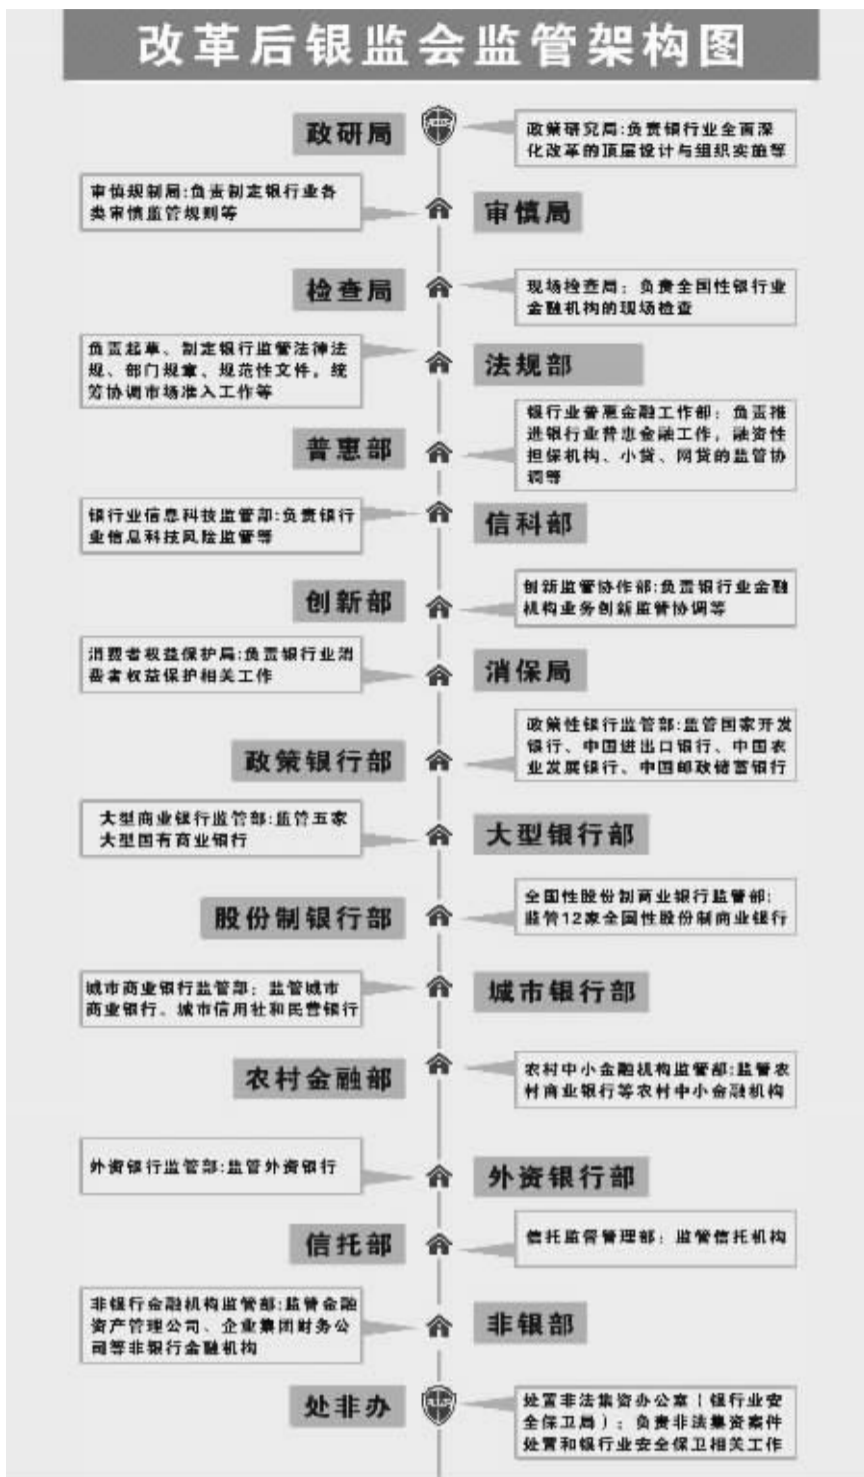 改革后银监会监管架构图
政研局
政策研究局:负责银行业全面深
化改革的顶层设计与组织实施等
审慎规制局:负责制定银行业各
类审慎监管规则等
审慎局
检查局
现场检查局：负责全国性银行业
金融机构的现场检查
负责起草、制定银行监管法律法
规、部门规章、规范性文件，统
筹协调市场准入工作等
法规部
普惠部
银行业普惠金融工作部：负责推
进银行业普惠金融工作，融资性
担保机构、小贷、网贷的监管协
调等
银行业信息科技监管部:负责银行
业信息科技风险监管等
信科部
创新部
创新监管协作部:负责银行业金融
机构业务创新监管协调等
消费者权益保护局:负责银行业消
费者权益保护相关工作
消保局
政策银行部
政策性银行监管部:监管国家开发
银行、中国进出口银行、中国农
业发展银行、中国邮政储蓄银行
大型商业银行监管部:监管五家
大型国有商业银行
大型银行部
股份制银行部
全国性股份制商业银行监管部:
监管12家全国性股份制商业银行
城市商业银行监管部：监管城市
商业银行、城市信用社和民营银行
城市银行部
农村金融部
农村中小金融机构监管部:监管农
村商业银行等农村中小金融机构
外资银行监管部:监管外资银行
外资银行部
信托部
信托监督管理部：监管信托机构
非银行金融机构监管部:监管金融
资产管理公司、企业集团财务公
司等非银行金融机构
非银部
处非办
处置非法集资办公室（银行业安
全保卫局）：负责非法集资案件
处置和银行业安全保卫相关工作